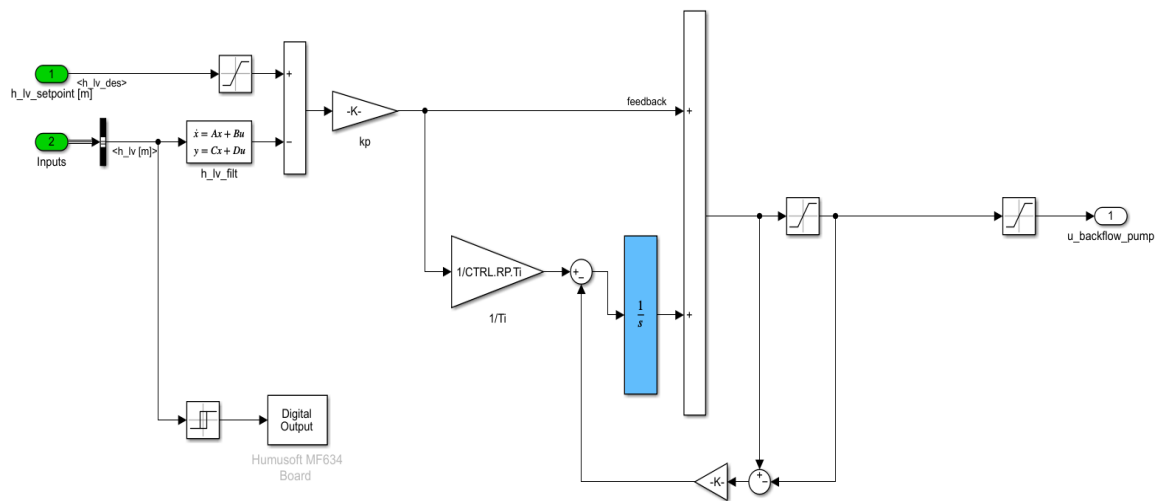 1
<h_lv_des>
h_lv_setpoint [m]
+
-K-
kp
feedback
+
2
Inputs
<h_lv [m]>
ẋ = Ax + Bu
y = Cx + Du
h_lv_filt
−
1/CTRL.RP.Ti
1/Ti
+
−
1
s
+
1
u_backflow_pump
Digital
Output
Humusoft MF634
Board
-K-
+
−